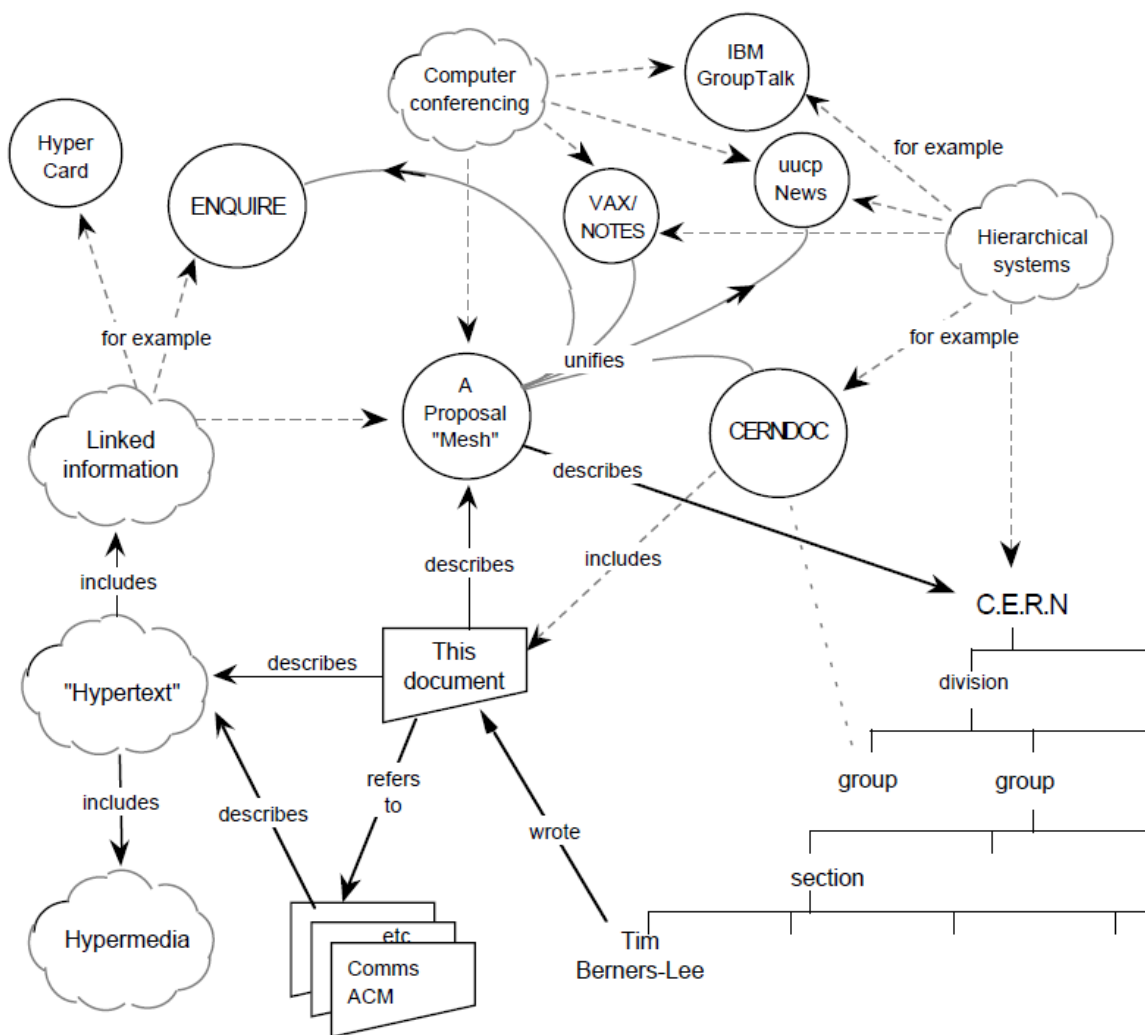 IBM
GroupTalk
Computer
conferencing
Hyper
Card
for example
uucp
News
ENQUIRE
VAX/
NOTES
Hierarchical
systems
for example
for example
unifies
A
Proposal
"Mesh"
Linked
information
CERNDOC
describes
includes
describes
includes
C.E.R.N
This
document
describes
"Hypertext"
division
refers
to
group
group
includes
describes
wrote
section
Hypermedia
etc
Tim
Berners-Lee
Comms
ACM